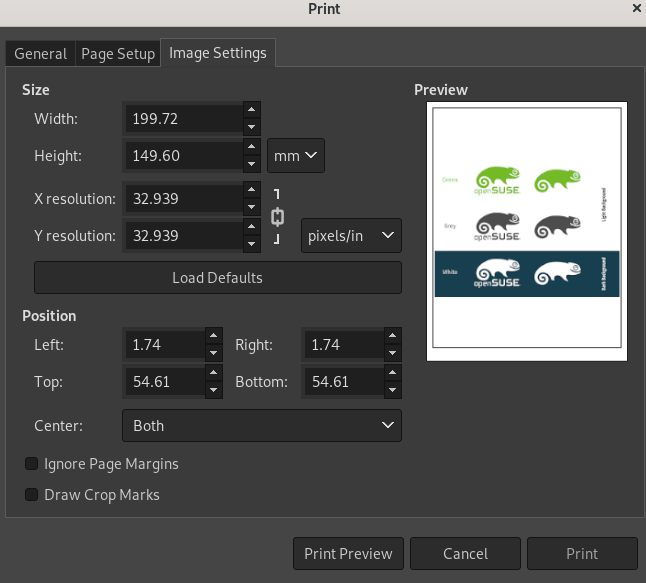 Print
General Page Setup Image Settings
Size
Width: 199.72
Height: 149.60 mm
X resolution: 32.939
Y resolution: 32.939 pixels/in
Load Defaults
Position
Left: 1.74 Right: 1.74
Top: 54.61 Bottom: 54.61
Center: Both
Ignore Page Margins
Draw Crop Marks
Preview
Green
openSUSE
Light Background
Grey
openSUSE
White
openSUSE
Dark Background
Print Preview Cancel Print